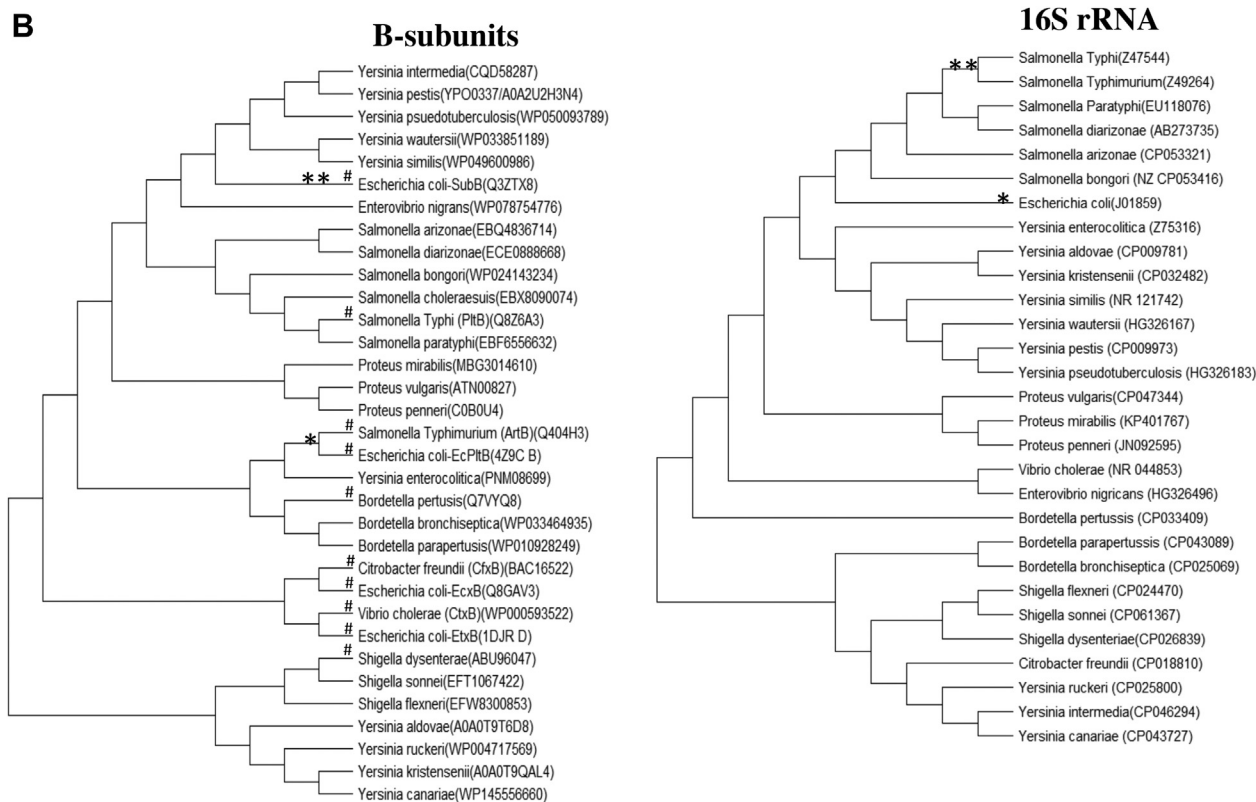 B
B-subunits
Yersinia intermedia(CQD58287)
Yersinia pestis(YPO0337/A0A2U2H3N4)
Yersinia psuedotuberculosis(WP050093789)
Yersinia wautersii(WP033851189)
Yersinia similis(WP049600986)
** # Escherichia coli-SubB(Q3ZTX8)
Enterovibrio nigrans(WP078754776)
Salmonella arizonae(EBQ4836714)
Salmonella diarizonae(ECE0888668)
Salmonella bongori(WP024143234)
Salmonella choleraesuis(EBX8090074)
# Salmonella Typhi (PltB)(Q8Z6A3)
Salmonella paratyphi(EBF6556632)
Proteus mirabilis(MBG3014610)
Proteus vulgaris(ATN00827)
Proteus penneri(C0B0U4)
# Salmonella Typhimurium (ArtB)(Q404H3)
* # Escherichia coli-EcPltB(4Z9C B)
Yersinia enterocolitica(PNM08699)
# Bordetella pertusis(Q7VYQ8)
Bordetella bronchiseptica(WP033464935)
Bordetella parapertusis(WP010928249)
# Citrobacter freundii (CfxB)(BAC16522)
# Escherichia coli-EcxB(Q8GAV3)
# Vibrio cholerae (CtxB)(WP000593522)
# Escherichia coli-EtxB(1DJR D)
# Shigella dysenterae(ABU96047)
Shigella sonnei(EFT1067422)
Shigella flexneri(EFW8300853)
Yersinia aldovae(A0A0T9T6D8)
Yersinia ruckeri(WP004717569)
Yersinia kristensenii(A0A0T9QAL4)
Yersinia canariae(WP145556660)
16S rRNA
Salmonella Typhi(Z47544)
**
Salmonella Typhimurium(Z49264)
Salmonella Paratyphi(EU118076)
Salmonella diarizonae (AB273735)
Salmonella arizonae (CP053321)
Salmonella bongori (NZ CP053416)
* Escherichia coli(J01859)
Yersinia enterocolitica (Z75316)
Yersinia aldovae (CP009781)
Yersinia kristensenii (CP032482)
Yersinia similis (NR 121742)
Yersinia wautersii (HG326167)
Yersinia pestis (CP009973)
Yersinia pseudotuberculosis (HG326183)
Proteus vulgaris(CP047344)
Proteus mirabilis (KP401767)
Proteus penneri (JN092595)
Vibrio cholerae (NR 044853)
Enterovibrio nigricans (HG326496)
Bordetella pertussis (CP033409)
Bordetella parapertussis (CP043089)
Bordetella bronchiseptica (CP025069)
Shigella flexneri (CP024470)
Shigella sonnei (CP061367)
Shigella dysenteriae(CP026839)
Citrobacter freundii (CP018810)
Yersinia ruckeri (CP025800)
Yersinia intermedia(CP046294)
Yersinia canariae (CP043727)